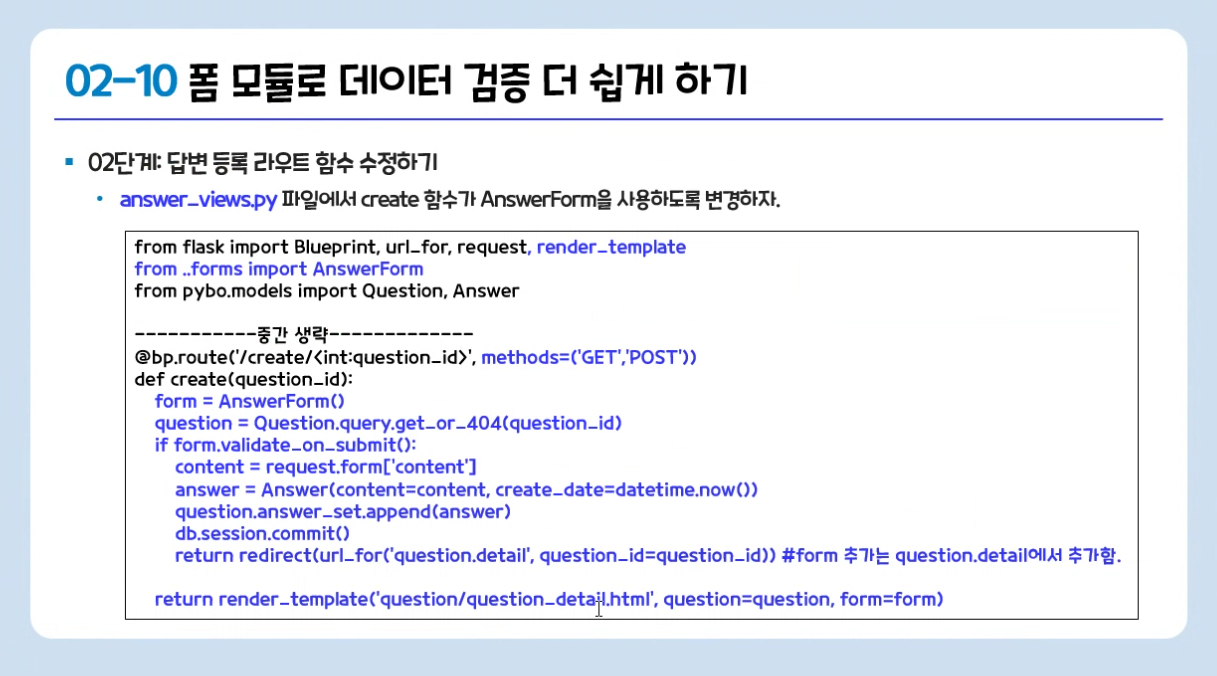 02-10 폼 모듈로 데이터 검증 더 쉽게 하기
▪ 02단계: 답변 등록 라우트 함수 수정하기
• answer_views.py 파일에서 create 함수가 AnswerForm을 사용하도록 변경하자.
from flask import Blueprint, url_for, request, render_template
from ..forms import AnswerForm
from pybo.models import Question, Answer
-----------중간 생략-------------
@bp.route('/create/<int:question_id>', methods=('GET','POST'))
def create(question_id):
    form = AnswerForm()
    question = Question.query.get_or_404(question_id)
    if form.validate_on_submit():
        content = request.form['content']
        answer = Answer(content=content, create_date=datetime.now())
        question.answer_set.append(answer)
        db.session.commit()
        return redirect(url_for('question.detail', question_id=question_id)) #form 추가는 question.detail에서 추가함.
    return render_template('question/question_detail.html', question=question, form=form)